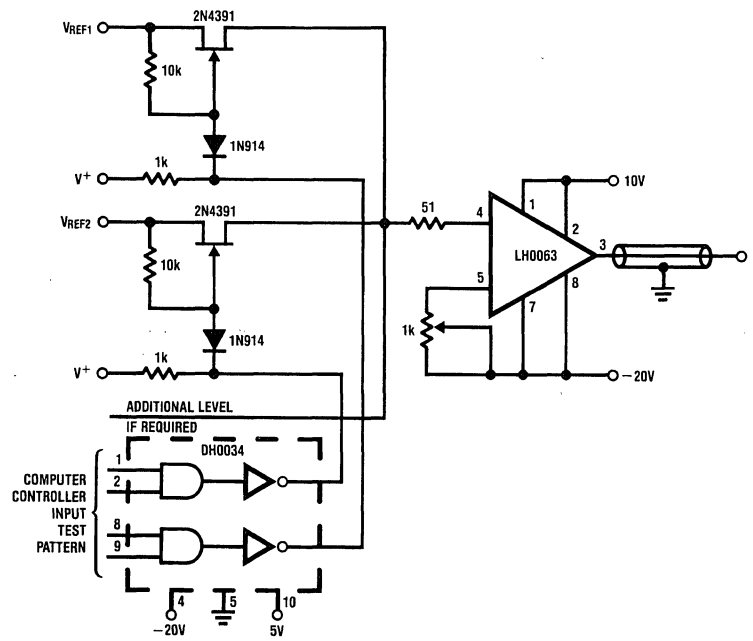 2N4391
VREF1
10k
1N914
1k
V+
2N4391
VREF2
10k
1N914
1k
V+
51
4
1
10V
2
LH0063
3
5
7
8
1k
−20V
ADDITIONAL LEVEL
IF REQUIRED
DH0034
1
2
COMPUTER
CONTROLLER
INPUT
TEST
PATTERN
8
9
4
5
10
−20V
5V